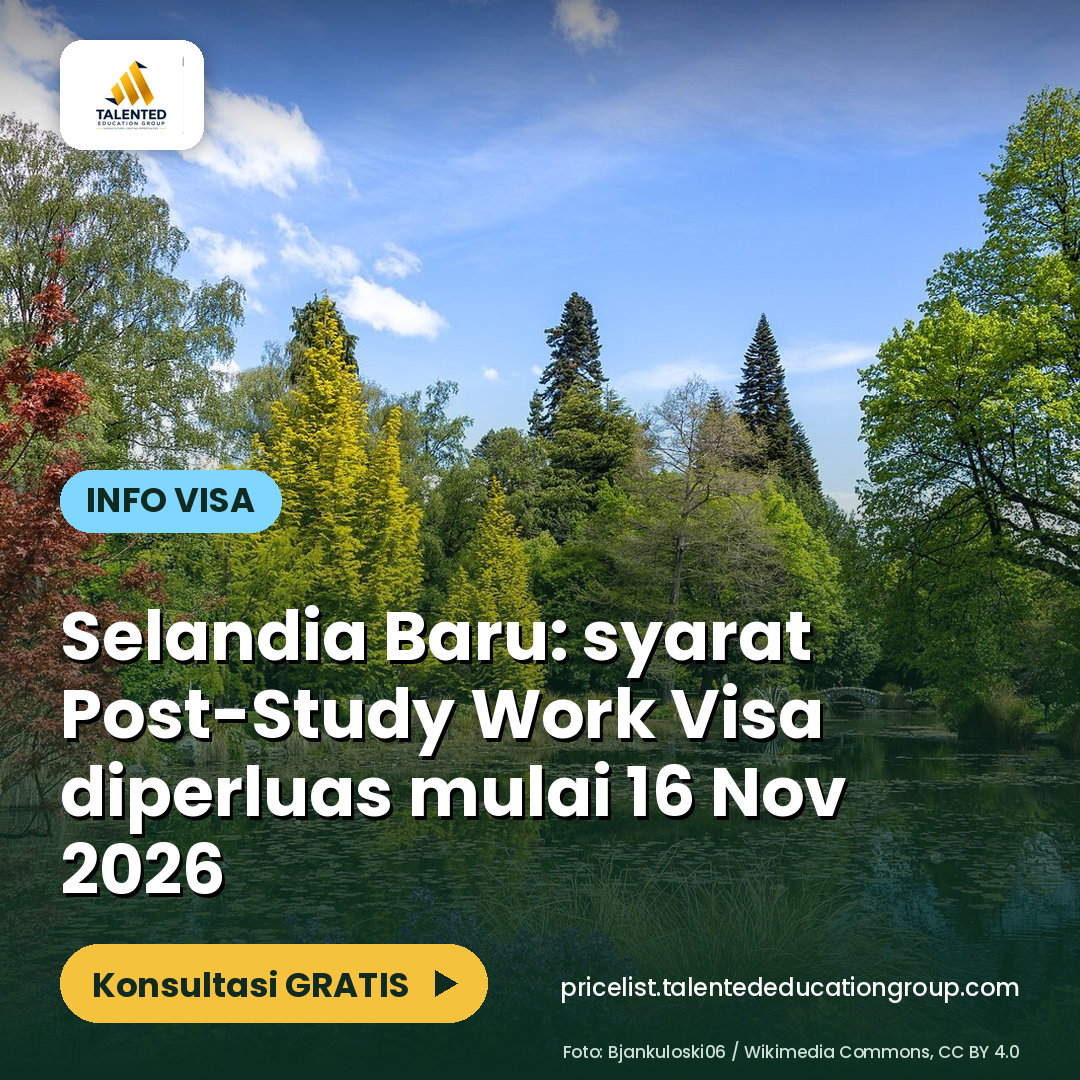 TALENTED
EDUCATION GROUP
INFO VISA
Selandia Baru: syarat
Post-Study Work Visa
diperluas mulai 16 Nov
2026
Konsultasi GRATIS
pricelist.talentededucationgroup.com
Foto: Bjankuloski06 / Wikimedia Commons, CC BY 4.0